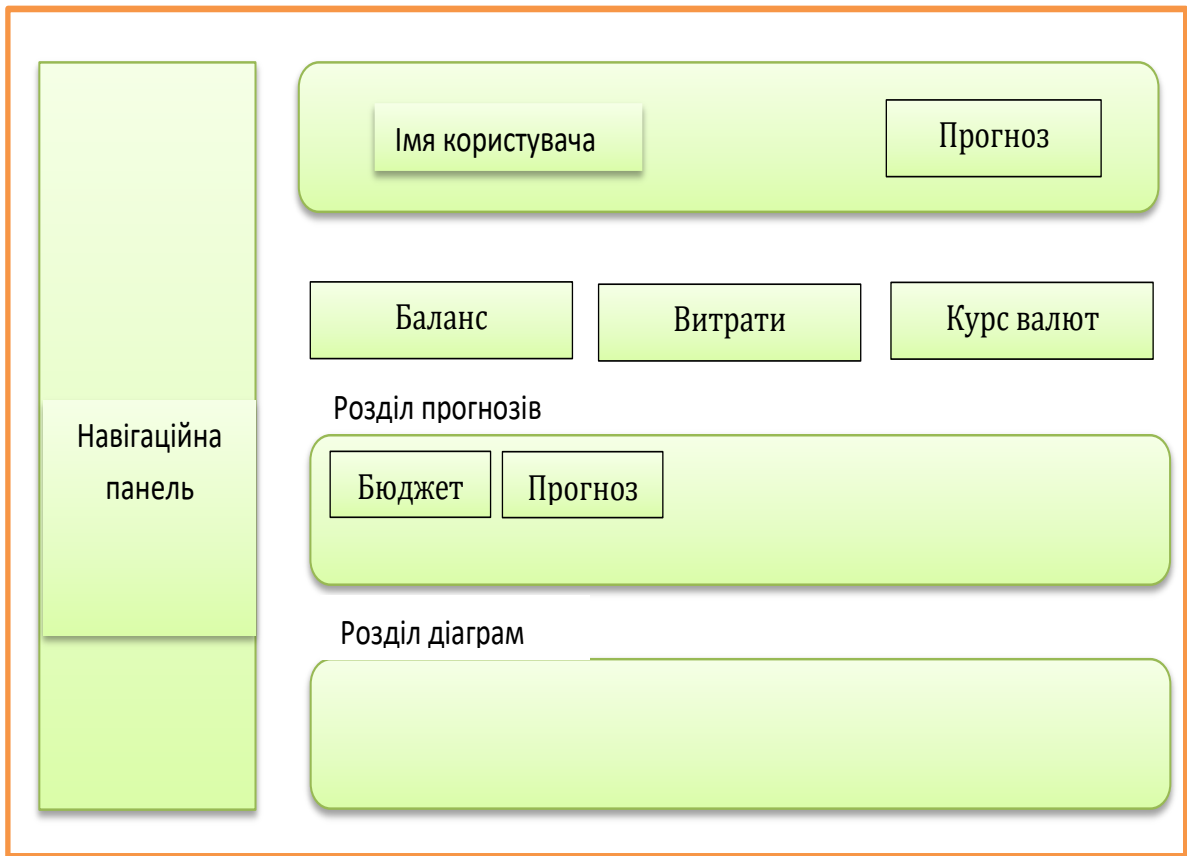 Імя користувача
Прогноз
Баланс
Витрати
Курс валют
Навігаційна
панель
Розділ прогнозів
Бюджет
Прогноз
Розділ діаграм